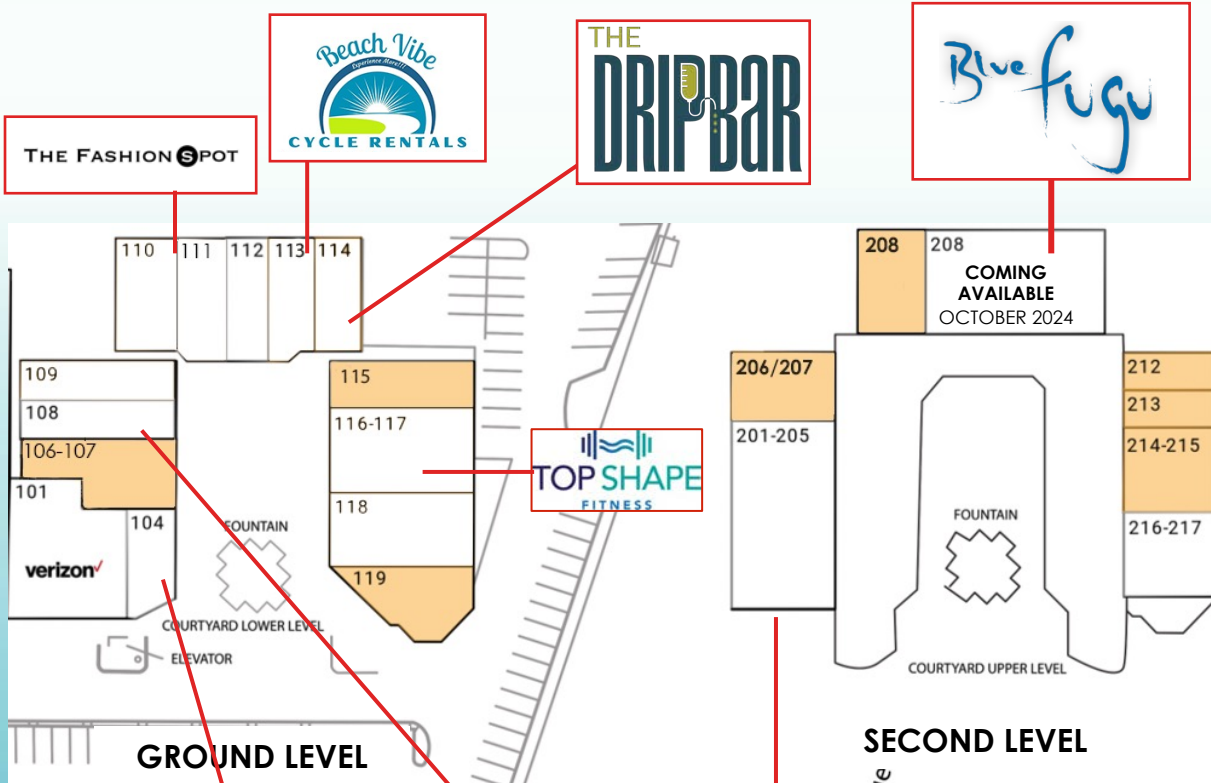 Beach Vibe
Experience More!!!
CYCLE RENTALS
THE
DRIPBAR
Blue fugu
THE FASHION SPOT
110
111
112
113
114
109
108
106-107
101
104
verizon
FOUNTAIN
COURTYARD LOWER LEVEL
ELEVATOR
115
116-117
118
119
TOP SHAPE
FITNESS
GROUND LEVEL
208
208
COMING
AVAILABLE
OCTOBER 2024
206/207
201-205
212
213
214-215
216-217
FOUNTAIN
COURTYARD UPPER LEVEL
SECOND LEVEL